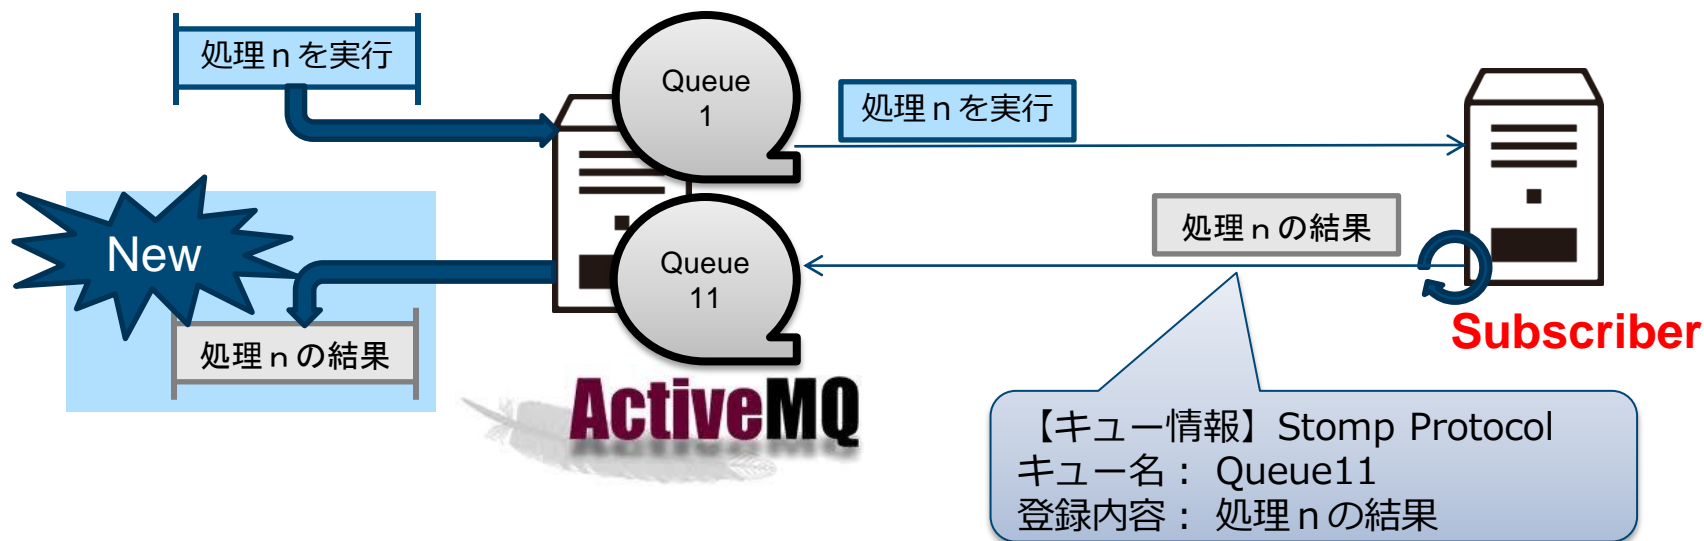 処理ｎを実行
Queue
1
処理ｎを実行
New
Queue
11
処理ｎの結果
処理ｎの結果
Subscriber
ActiveMQ
【キュー情報】Stomp Protocol
キュー名： Queue11
登録内容： 処理ｎの結果